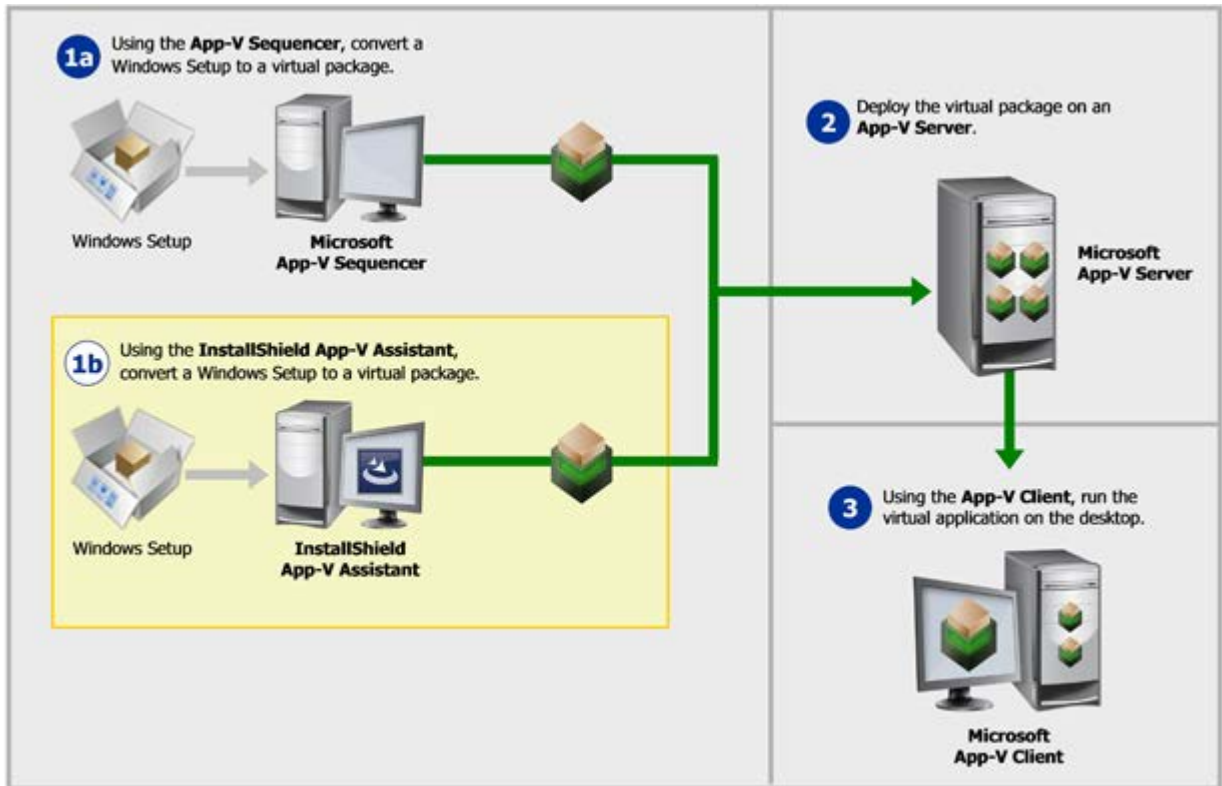 1a
Using the App-V Sequencer, convert a
Windows Setup to a virtual package.
Windows Setup
Microsoft
App-V Sequencer
1b
Using the InstallShield App-V Assistant,
convert a Windows Setup to a virtual package.
Windows Setup
InstallShield
App-V Assistant
2
Deploy the virtual package on an
App-V Server.
Microsoft
App-V Server
3
Using the App-V Client, run the
virtual application on the desktop.
Microsoft
App-V Client